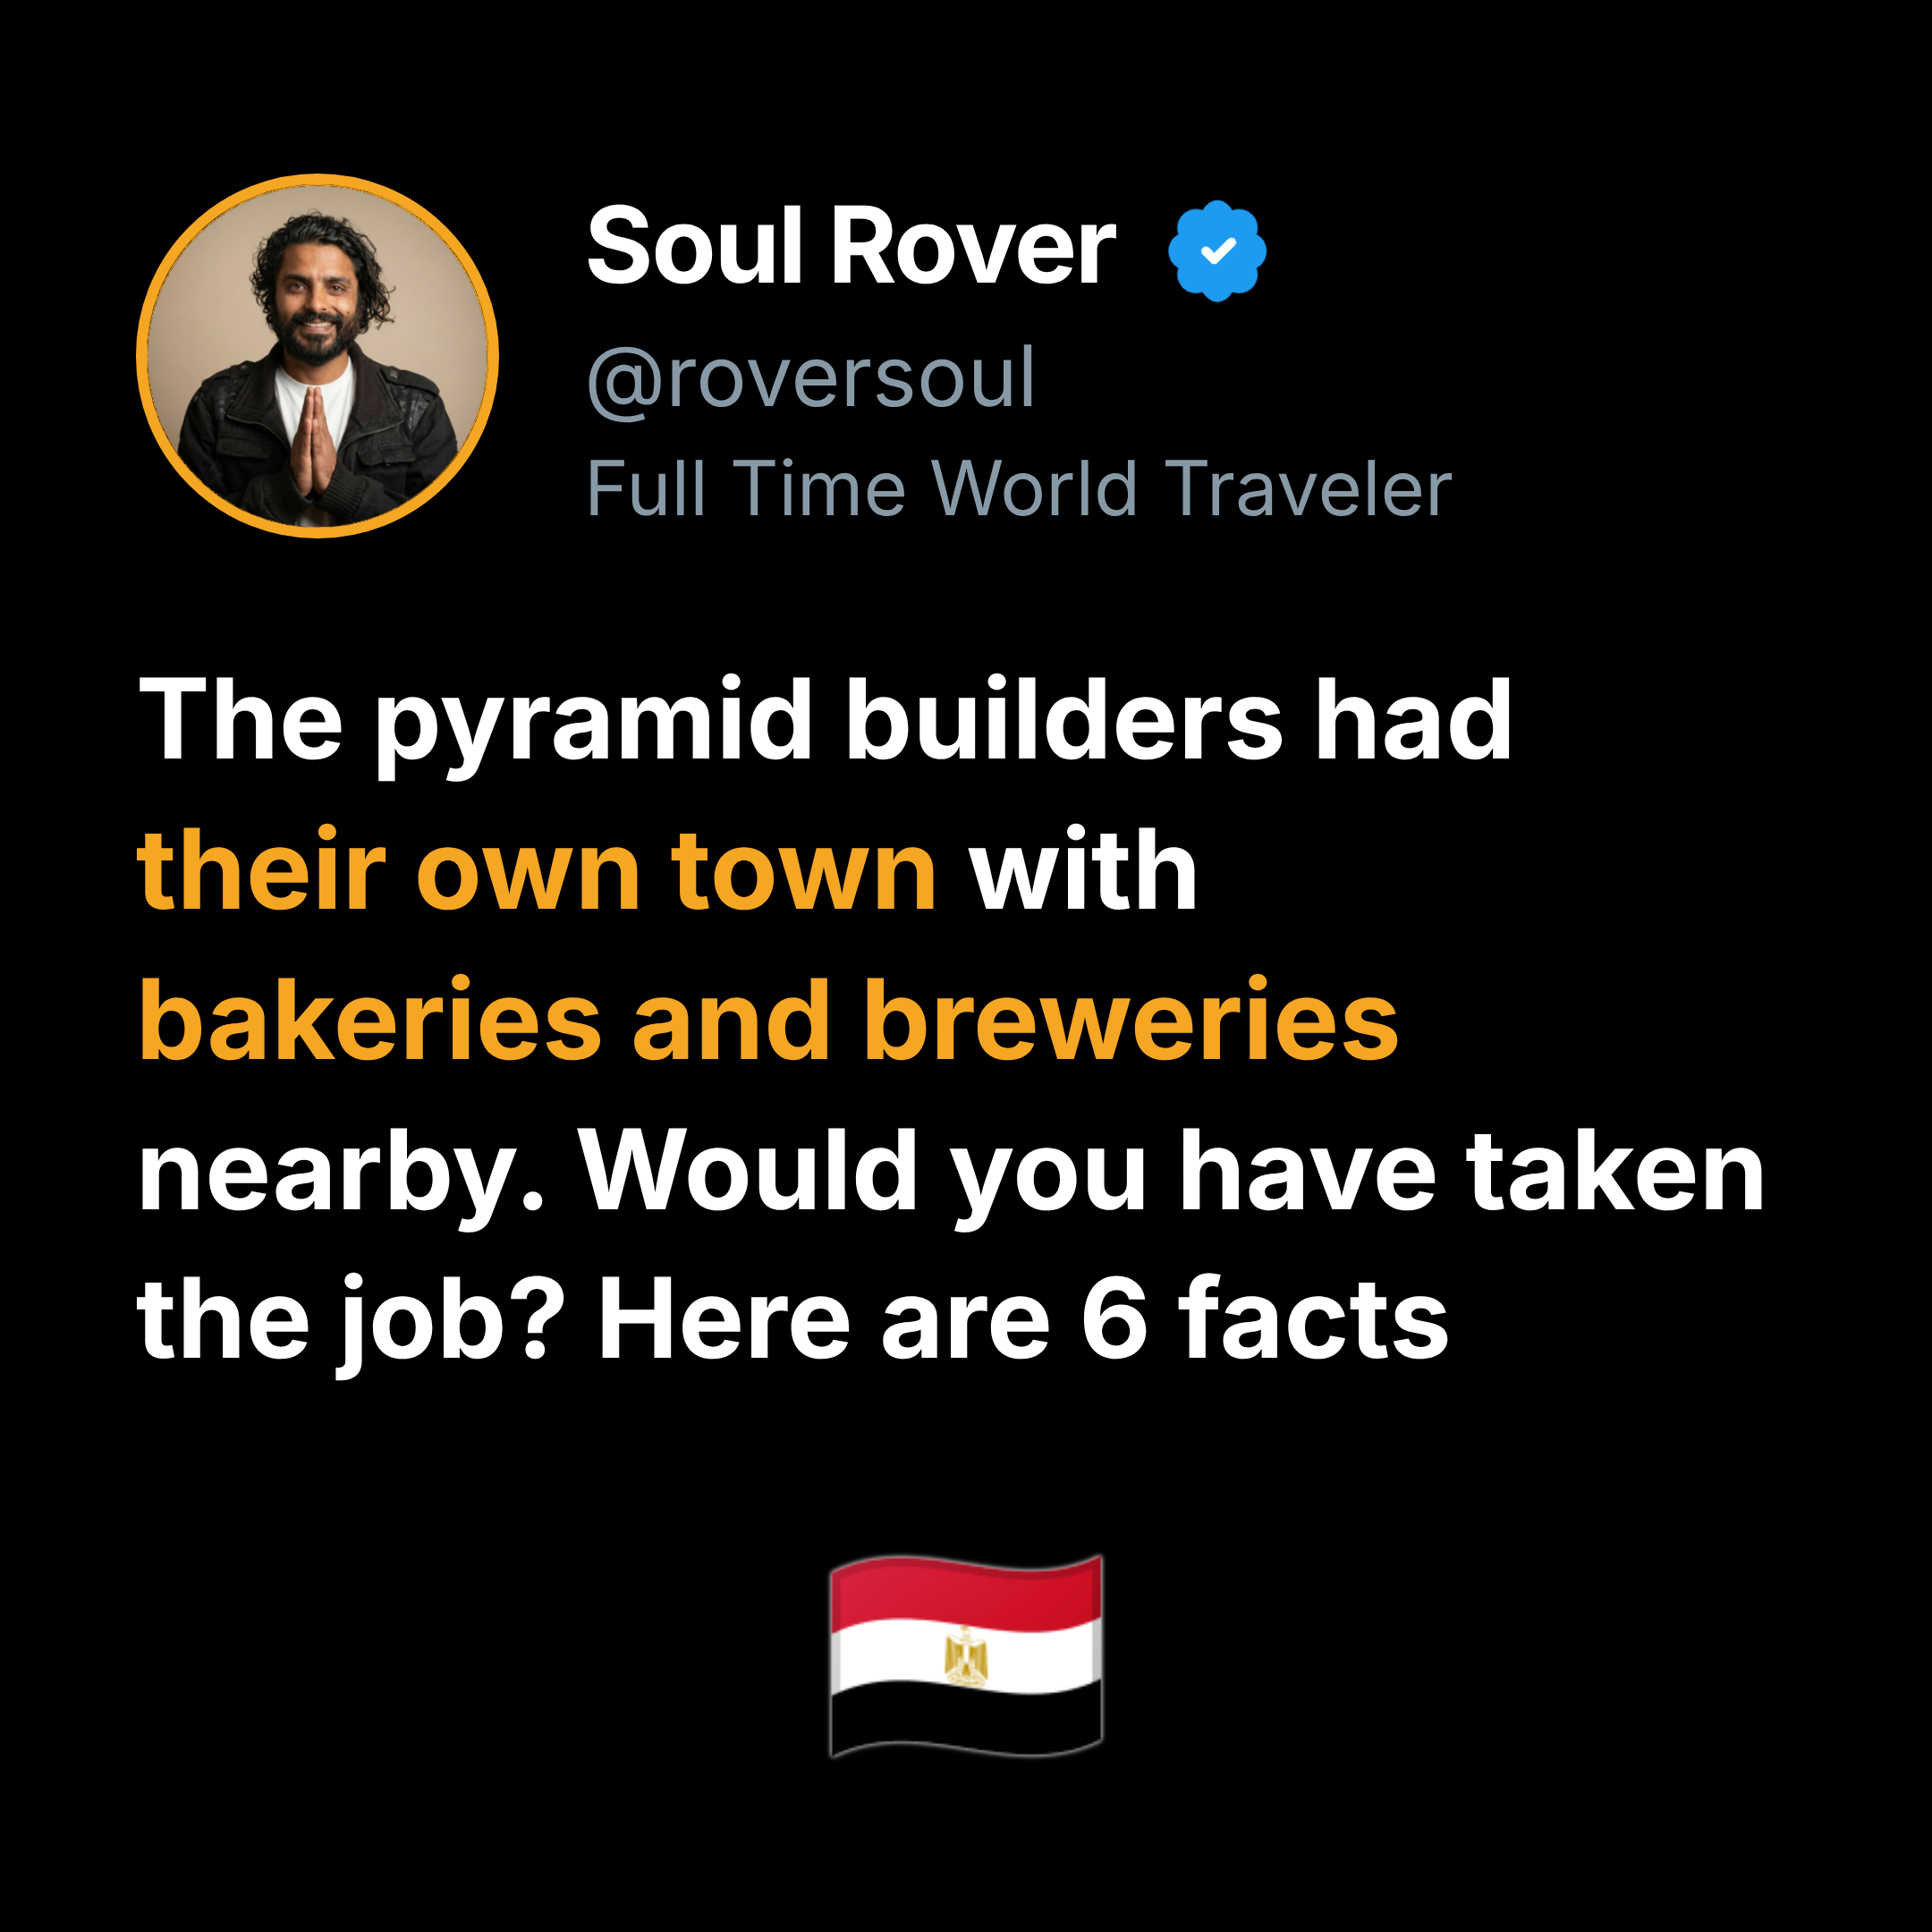 Soul Rover
@roversoul
Full Time World Traveler
The pyramid builders had
their own town with
bakeries and breweries
nearby. Would you have taken
the job? Here are 6 facts